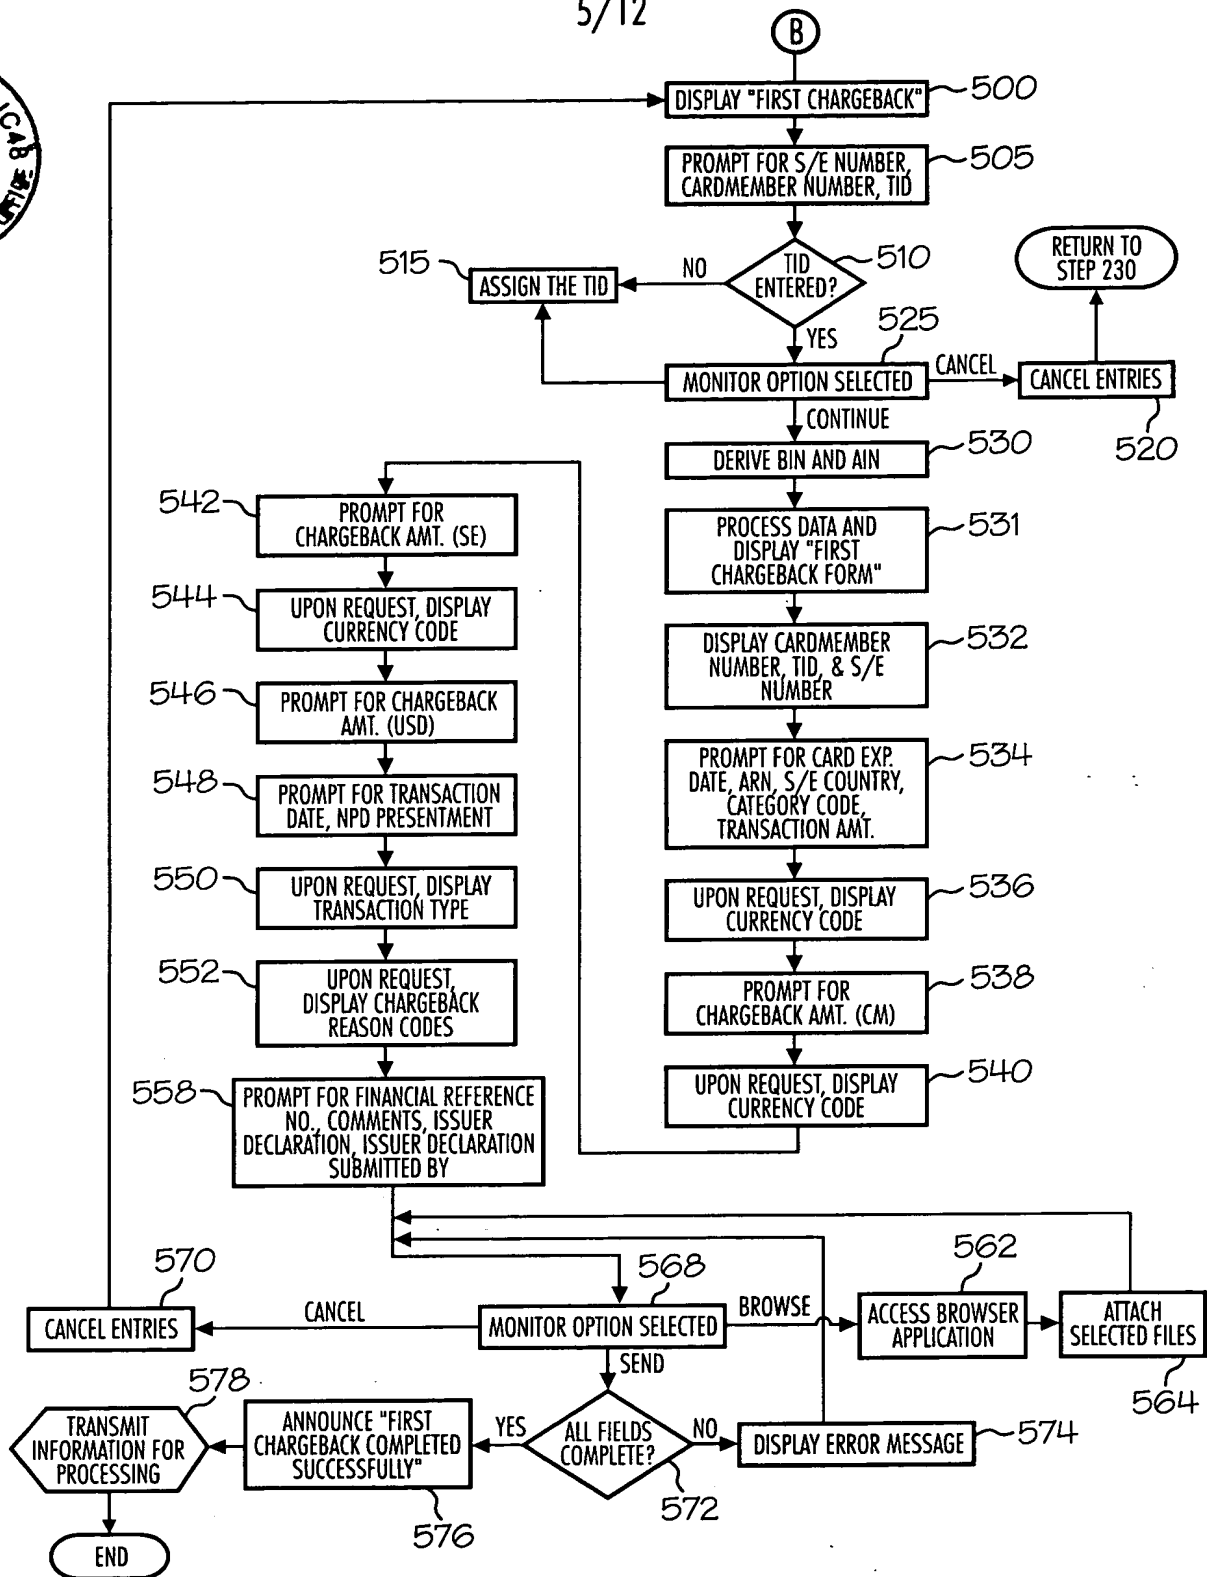 5/12
B
DISPLAY "FIRST CHARGEBACK"
500
PROMPT FOR S/E NUMBER,
CARDMEMBER NUMBER, TID
505
TID
ENTERED?
510
NO
ASSIGN THE TID
515
YES
RETURN TO
STEP 230
525
MONITOR OPTION SELECTED
CANCEL
CANCEL ENTRIES
520
CONTINUE
DERIVE BIN AND AIN
530
PROCESS DATA AND
DISPLAY "FIRST
CHARGEBACK FORM"
531
DISPLAY CARDMEMBER
NUMBER, TID, & S/E
NUMBER
532
PROMPT FOR CARD EXP.
DATE, ARN, S/E COUNTRY,
CATEGORY CODE,
TRANSACTION AMT.
534
UPON REQUEST, DISPLAY
CURRENCY CODE
536
PROMPT FOR
CHARGEBACK AMT. (CM)
538
UPON REQUEST, DISPLAY
CURRENCY CODE
540
542
PROMPT FOR
CHARGEBACK AMT. (SE)
544
UPON REQUEST, DISPLAY
CURRENCY CODE
546
PROMPT FOR CHARGEBACK
AMT. (USD)
548
PROMPT FOR TRANSACTION
DATE, NPD PRESENTMENT
550
UPON REQUEST, DISPLAY
TRANSACTION TYPE
552
UPON REQUEST,
DISPLAY CHARGEBACK
REASON CODES
558
PROMPT FOR FINANCIAL REFERENCE
NO., COMMENTS, ISSUER
DECLARATION, ISSUER DECLARATION
SUBMITTED BY
570
CANCEL ENTRIES
CANCEL
568
MONITOR OPTION SELECTED
BROWSE
562
ACCESS BROWSER
APPLICATION
ATTACH
SELECTED FILES
564
SEND
ALL FIELDS
COMPLETE?
572
NO
DISPLAY ERROR MESSAGE
574
YES
ANNOUNCE "FIRST
CHARGEBACK COMPLETED
SUCCESSFULLY"
576
578
TRANSMIT
INFORMATION FOR
PROCESSING
END